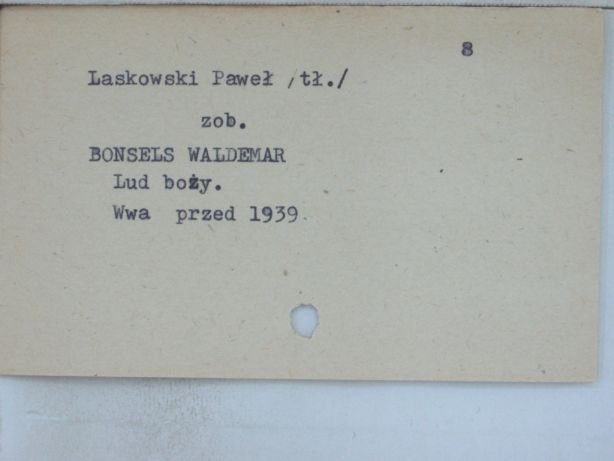 8
Laskowski Paweł /tł./
zob.
BONSELS WALDEMAR
Lud boży.
Wwa przed 1939.